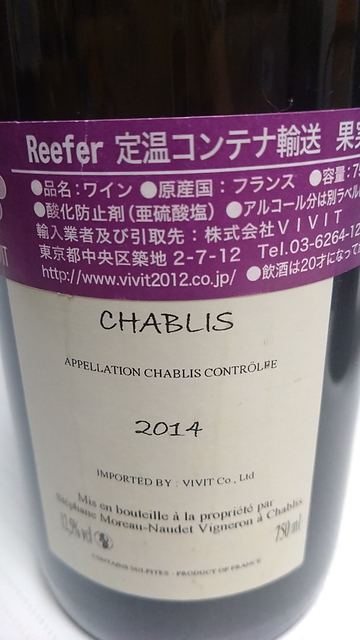 Reefer 定温コンテナ輸送 果
●品名：ワイン ●原産国：フランス ●容量：7
●酸化防止剤（亜硫酸塩） ●アルコール分は別ラベル
輸入業者及び引取先：株式会社ＶＩＶＩＴ
東京都中央区築地 2-7-12 Tel.03-6264-12
http://www.vivit2012.co.jp/ ●飲酒は20才になって
CHABLIS
APPELLATION CHABLIS CONTRÔLÉE
2014
IMPORTED BY : VIVIT Co., Ltd
Mis en bouteille à la propriété par
Stéphane Moreau-Naudet Vigneron à Chablis
12,5% vol 750 ml
CONTAINS SULFITES - PRODUCT OF FRANCE